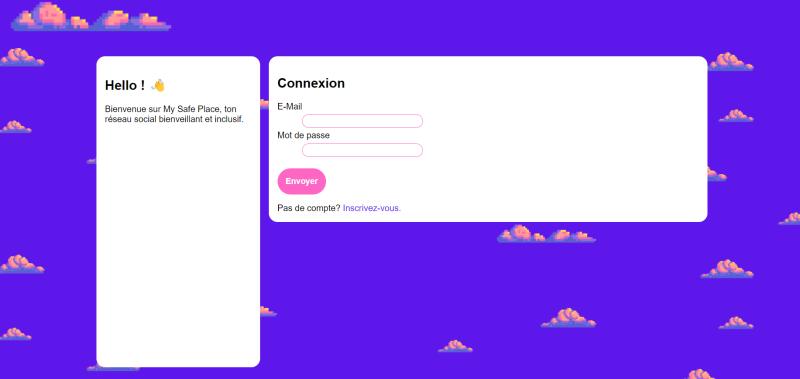 Hello ! 👋
Bienvenue sur My Safe Place, ton
réseau social bienveillant et inclusif.
Connexion
E-Mail
Mot de passe
Envoyer
Pas de compte? Inscrivez-vous.